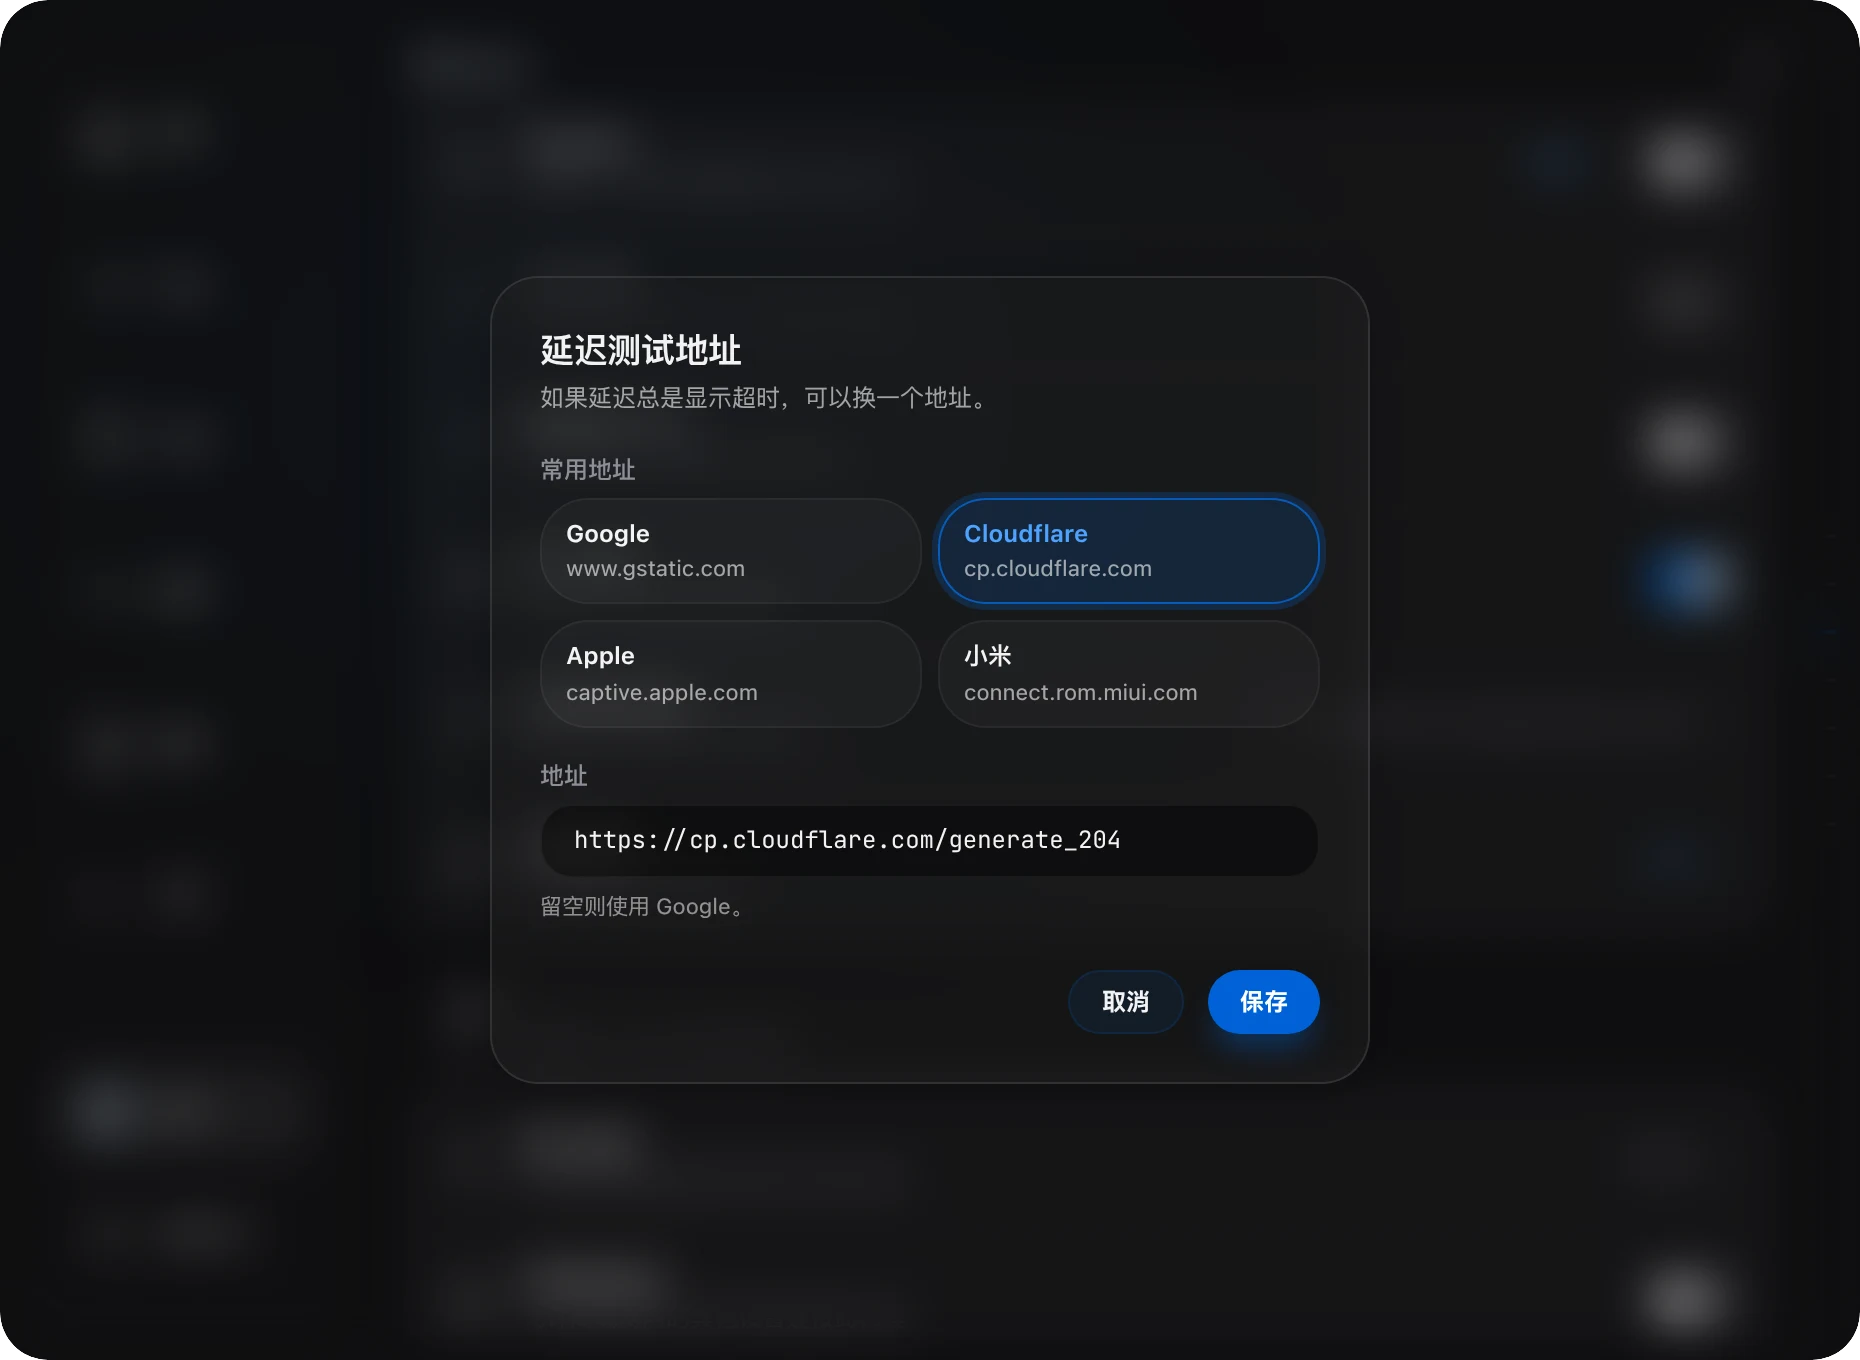 延迟测试地址
如果延迟总是显示超时，可以换一个地址。
常用地址
Google
www.gstatic.com
Cloudflare
cp.cloudflare.com
Apple
captive.apple.com
小米
connect.rom.miui.com
地址
https://cp.cloudflare.com/generate_204
留空则使用 Google。
取消
保存